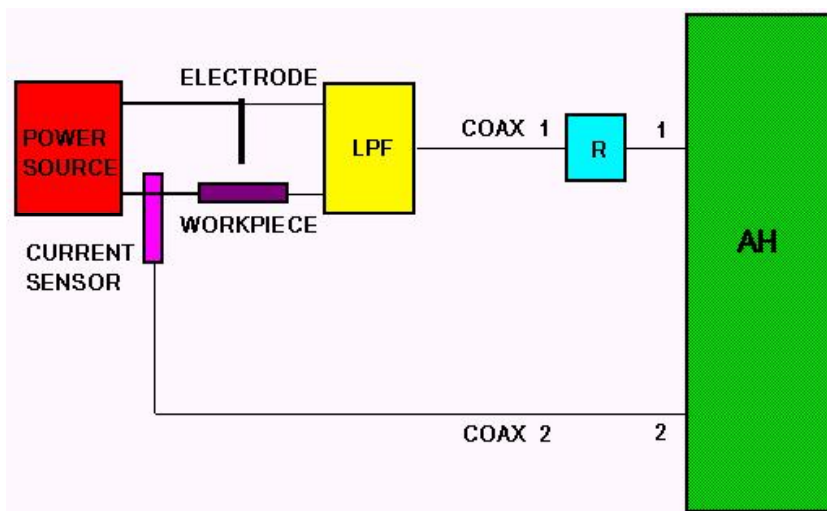 ELECTRODE
POWER
SOURCE
LPF
COAX 1
R
1
WORKPIECE
CURRENT
SENSOR
AH
COAX 2
2